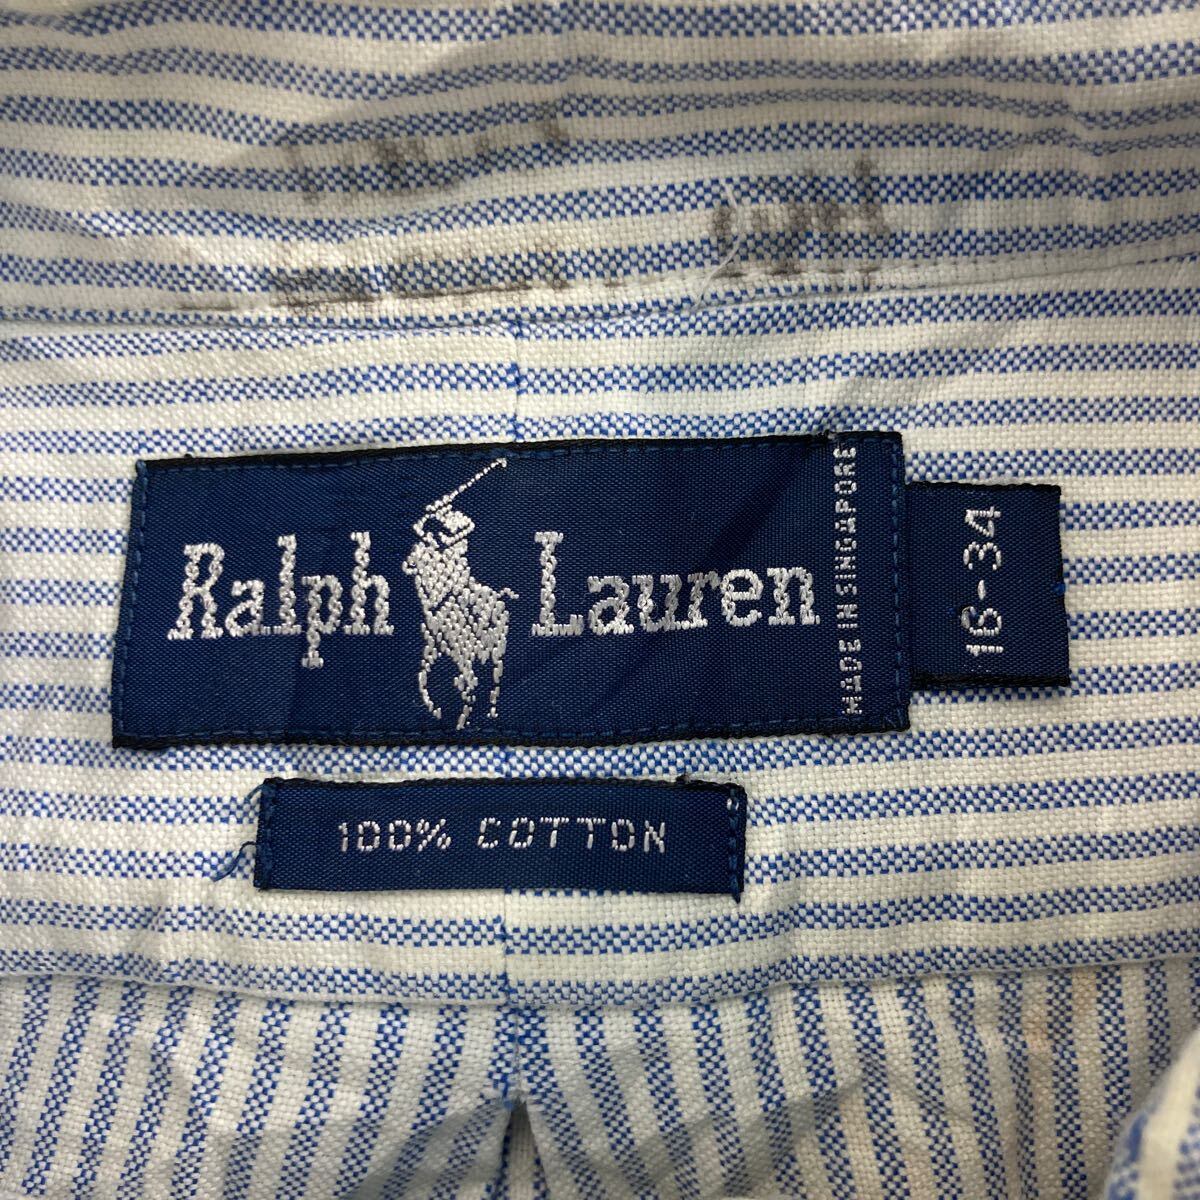 Ralph Lauren
MADE IN SINGAPORE
16-34
100% COTTON